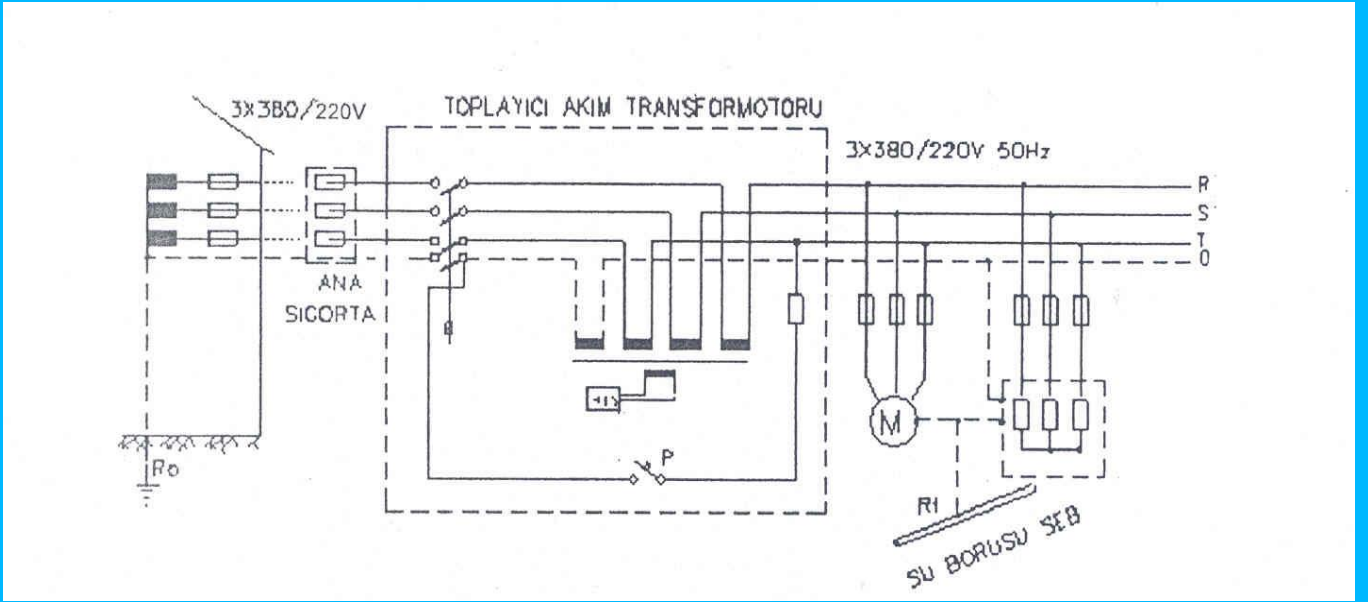 3X380/220V
TOPLAYICI AKIM TRANSFORMOTORU
3X380/220V 50Hz
R
S
T
0
ANA
SIGORTA
P
M
Ro
R1
SU BORUSU SEB